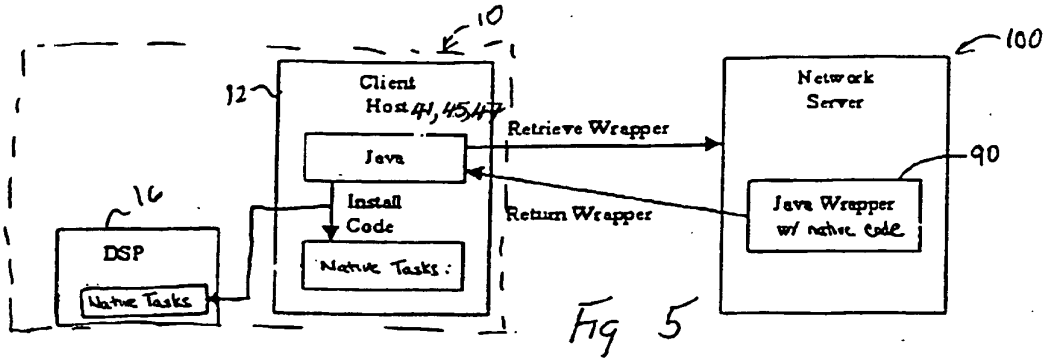 10
100
12
Client
Host 41, 45, 47
Network
Server
Retrieve Wrapper
Java
90
16
Install
Code
Return Wrapper
Java Wrapper
w/ native code
DSP
Native Tasks:
Native Tasks
Fig 5